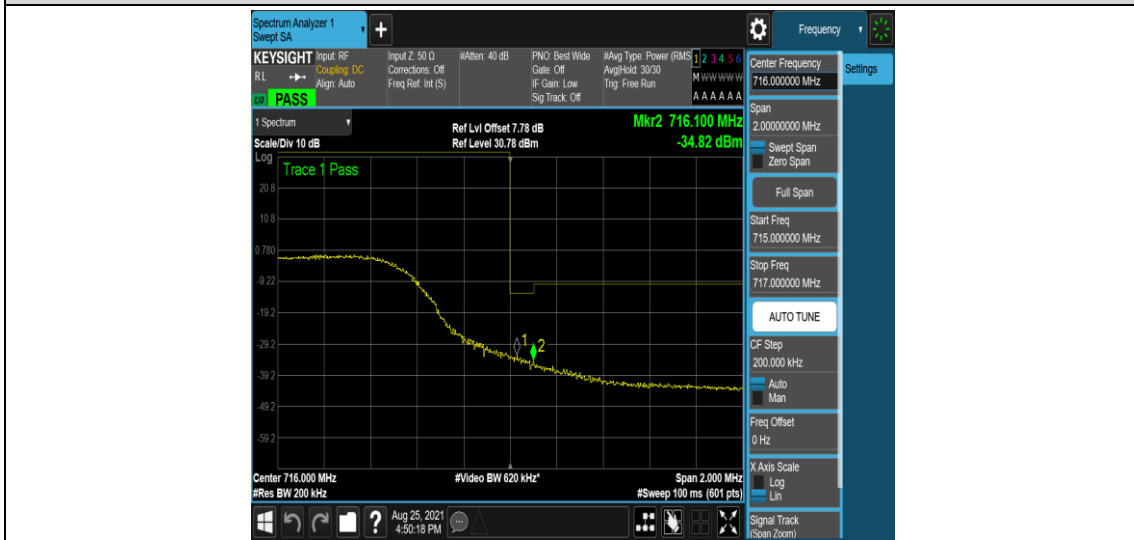 Spectrum Analyzer 1
Swept SA
Frequency
KEYSIGHT
RL
PASS
Input: RF
Coupling: DC
Align: Auto
Input Z: 50 Ω
Corrections: Off
Freq Ref: Int (S)
#Atten: 40 dB
PNO: Best Wide
Gate: Off
IF Gain: Low
Sig Track: Off
#Avg Type: Power (RMS
Avg|Hold: 30/30
Trig: Free Run
1 2 3 4 5 6
M W W W W W
A A A A A A
1 Spectrum
Scale/Div 10 dB
Ref Lvl Offset 7.78 dB
Ref Level 30.78 dBm
Mkr2 716.100 MHz
-34.82 dBm
Log
Trace 1 Pass
20.8
10.8
0.780
-9.22
-19.2
-29.2
-39.2
-49.2
-59.2
1
2
Center 716.000 MHz
#Res BW 200 kHz
#Video BW 620 kHz*
Span 2.000 MHz
#Sweep 100 ms (601 pts)
Aug 25, 2021
4:50:18 PM
Center Frequency
716.000000 MHz
Settings
Span
2.00000000 MHz
Swept Span
Zero Span
Full Span
Start Freq
715.000000 MHz
Stop Freq
717.000000 MHz
AUTO TUNE
CF Step
200.000 kHz
Auto
Man
Freq Offset
0 Hz
X Axis Scale
Log
Lin
Signal Track
(Span Zoom)